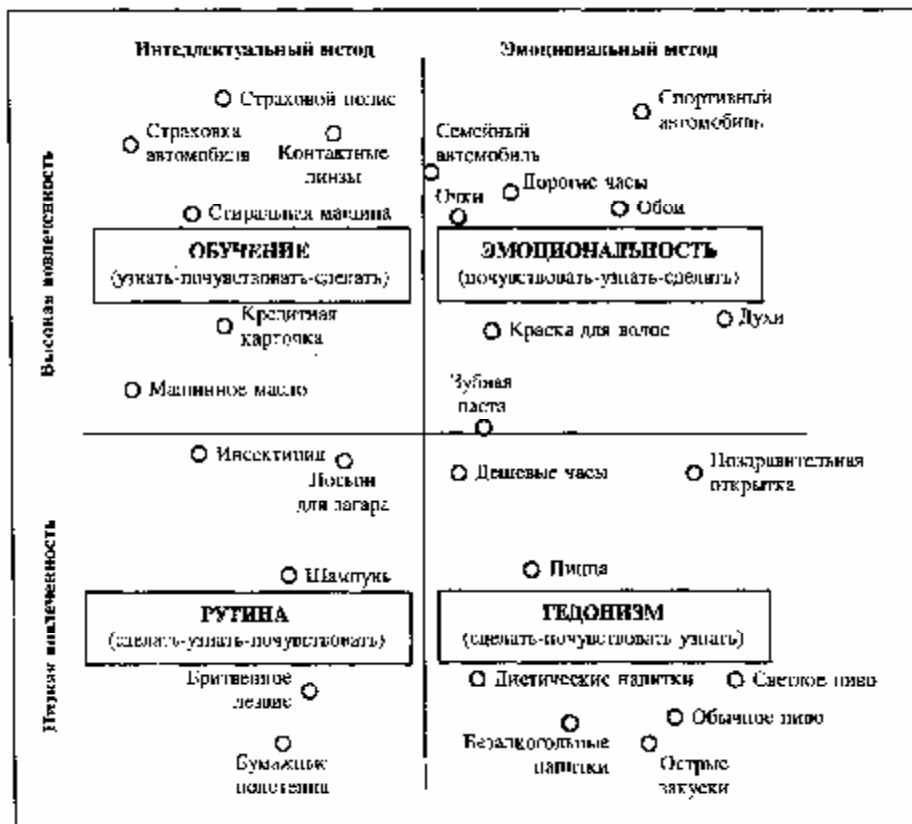 Интеллектуальный метод
Эмоциональный метод
Высокая вовлеченность
Страховой полис
Страховка
автомобиля
Контактные
линзы
Стиральная машина
ОБУЧЕНИЕ
(узнать-почувствовать-сделать)
Кредитная
карточка
Машинное масло
Спортивный
автомобиль
Семейный
автомобиль
Дорогие часы
Очки
Обои
ЭМОЦИОНАЛЬНОСТЬ
(почувствовать-узнать-сделать)
Духи
Краска для волос
Зубная
паста
Низкая вовлеченность
Инсектицид
Лосьон
для загара
Шампунь
РУТИНА
(сделать-узнать-почувствовать)
Бритвенное
лезвие
Бумажные
полотенца
Дешевые часы
Поздравительная
открытка
Пицца
ГЕДОНИЗМ
(сделать-почувствовать узнать)
Диетические напитки
Светлое пиво
Обычное пиво
Безалкогольные
напитки
Острые
закуски